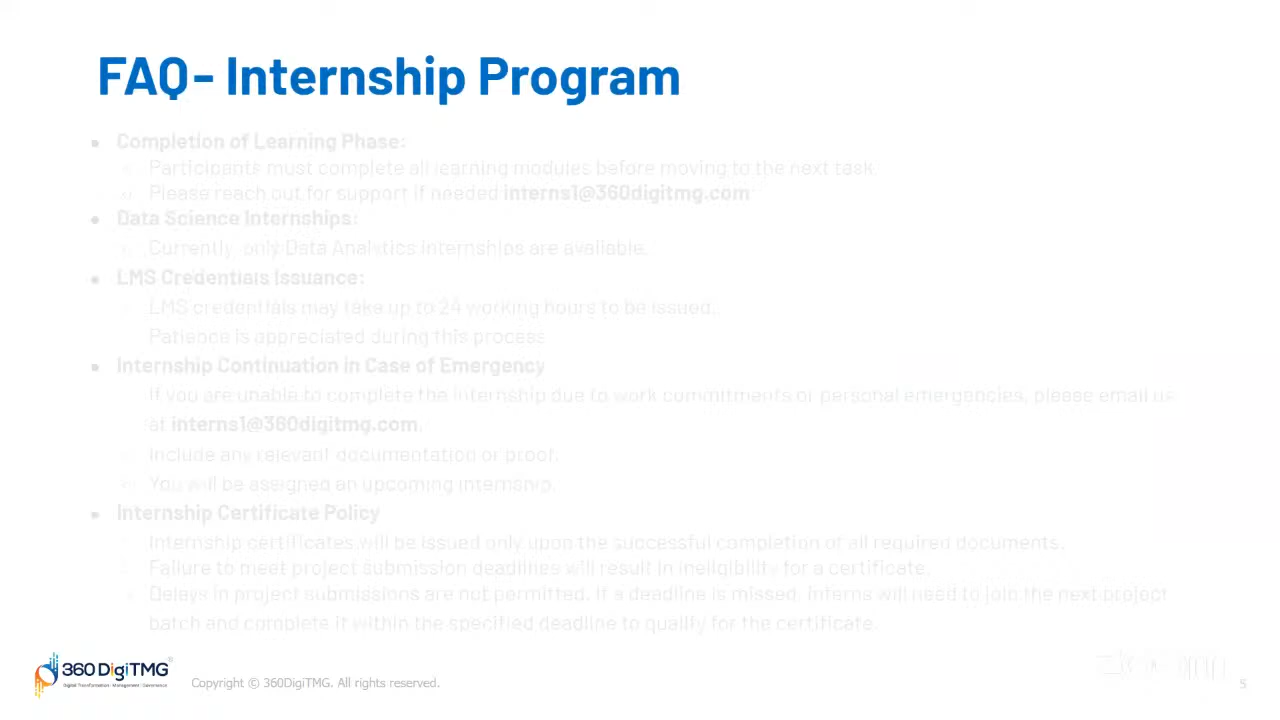 FAQ- Internship Program
• Completion of Learning Phase:
Participants must complete all learning modules before moving to the next task.
Please reach out for support if needed interns1@360digitmg.com
• Data Science Internships:
Currently, only Data Analytics internships are available.
• LMS Credentials Issuance:
LMS credentials may take up to 24 working hours to be issued.
Patience is appreciated during this process
• Internship Continuation in Case of Emergency
If you are unable to complete the internship due to work commitments or personal emergencies, please email us
at interns1@360digitmg.com.
Include any relevant documentation or proof.
You will be assigned an upcoming internship.
• Internship Certificate Policy
Internship certificates will be issued only upon the successful completion of all required documents.
Failure to meet project submission deadlines will result in ineligibility for a certificate.
Delays in project submissions are not permitted. If a deadline is missed, interns will need to join the next project
batch and complete it within the specified deadline to qualify for the certificate.
360DigiTMG®
Digital Transformation · Management · Governance
Copyright © 360DigiTMG. All rights reserved.
5